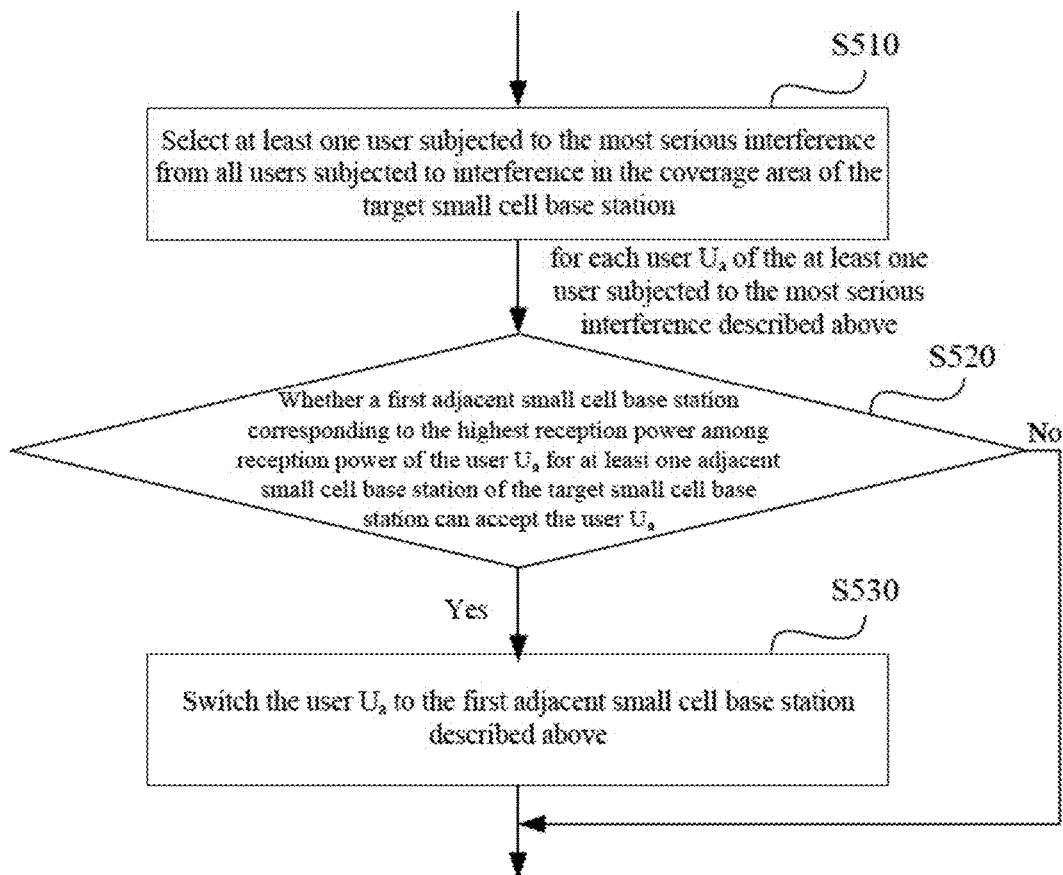 S510
Select at least one user subjected to the most serious interference
from all users subjected to interference in the coverage area of the
target small cell base station
for each user Uₐ of the at least one
user subjected to the most serious
interference described above
S520
Whether a first adjacent small cell base station
corresponding to the highest reception power among
reception power of the user Uₐ for at least one adjacent
small cell base station of the target small cell base
station can accept the user Uₐ
No
Yes
S530
Switch the user Uₐ to the first adjacent small cell base station
described above